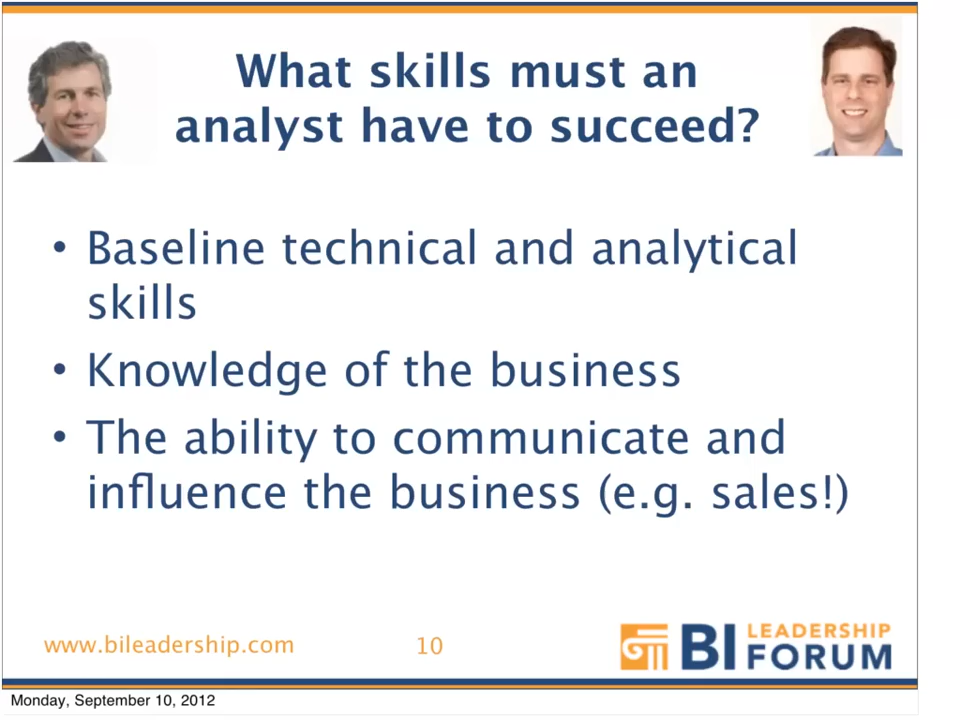 What skills must an
analyst have to succeed?
• Baseline technical and analytical
skills
• Knowledge of the business
• The ability to communicate and
influence the business (e.g. sales!)
www.bileadership.com
10
BI LEADERSHIP
FORUM
Monday, September 10, 2012